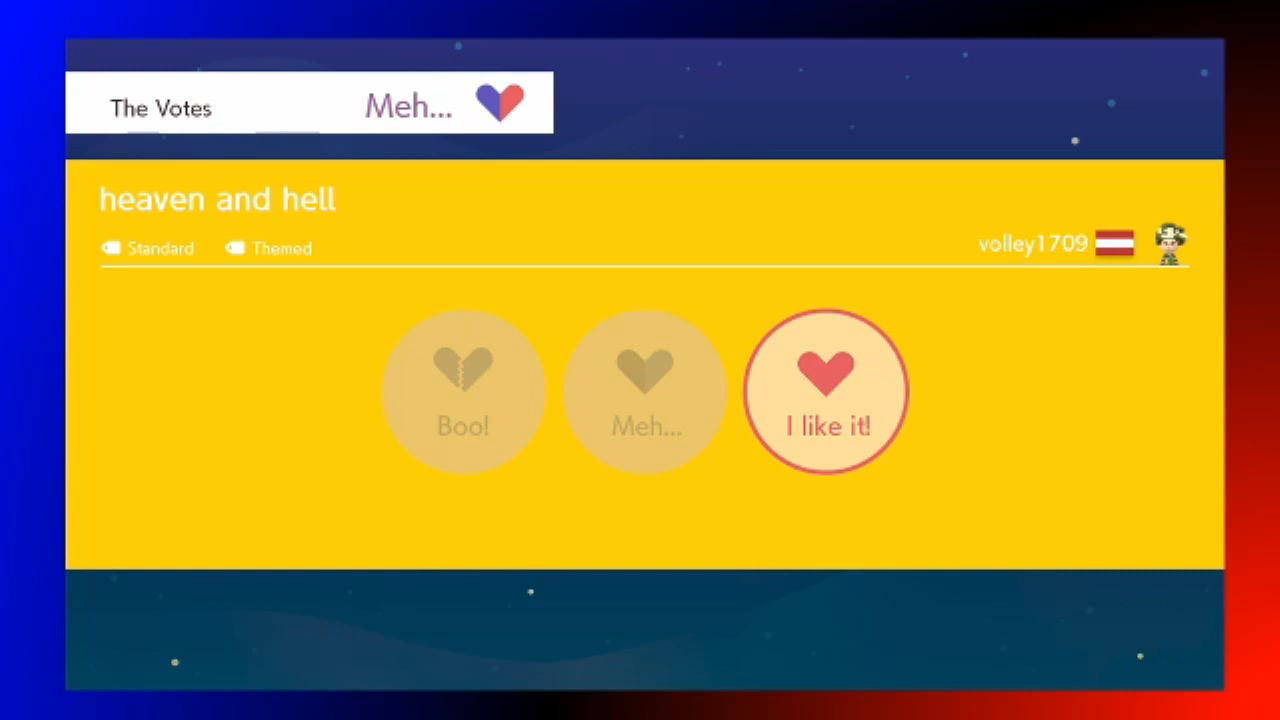 The Votes Meh...
heaven and hell
Standard Themed
volley1709
Boo! Meh... I like it!